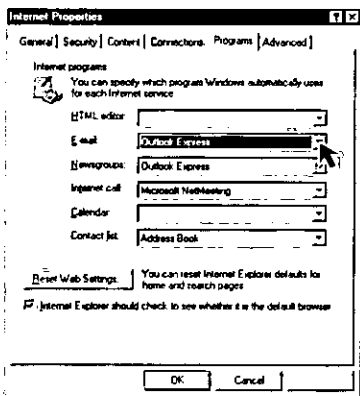 Internet Properties
General Security Content Connections Programs Advanced
Internet programs
You can specify which program Windows automatically uses
for each Internet service
HTML editor
E-mail Outlook Express
Newsgroups: Outlook Express
Internet call Microsoft NetMeeting
Calendar
Contact list Address Book
Reset Web Settings. You can reset Internet Explorer defaults for
home and search pages
Internet Explorer should check to see whether it is the default browser
OK Cancel